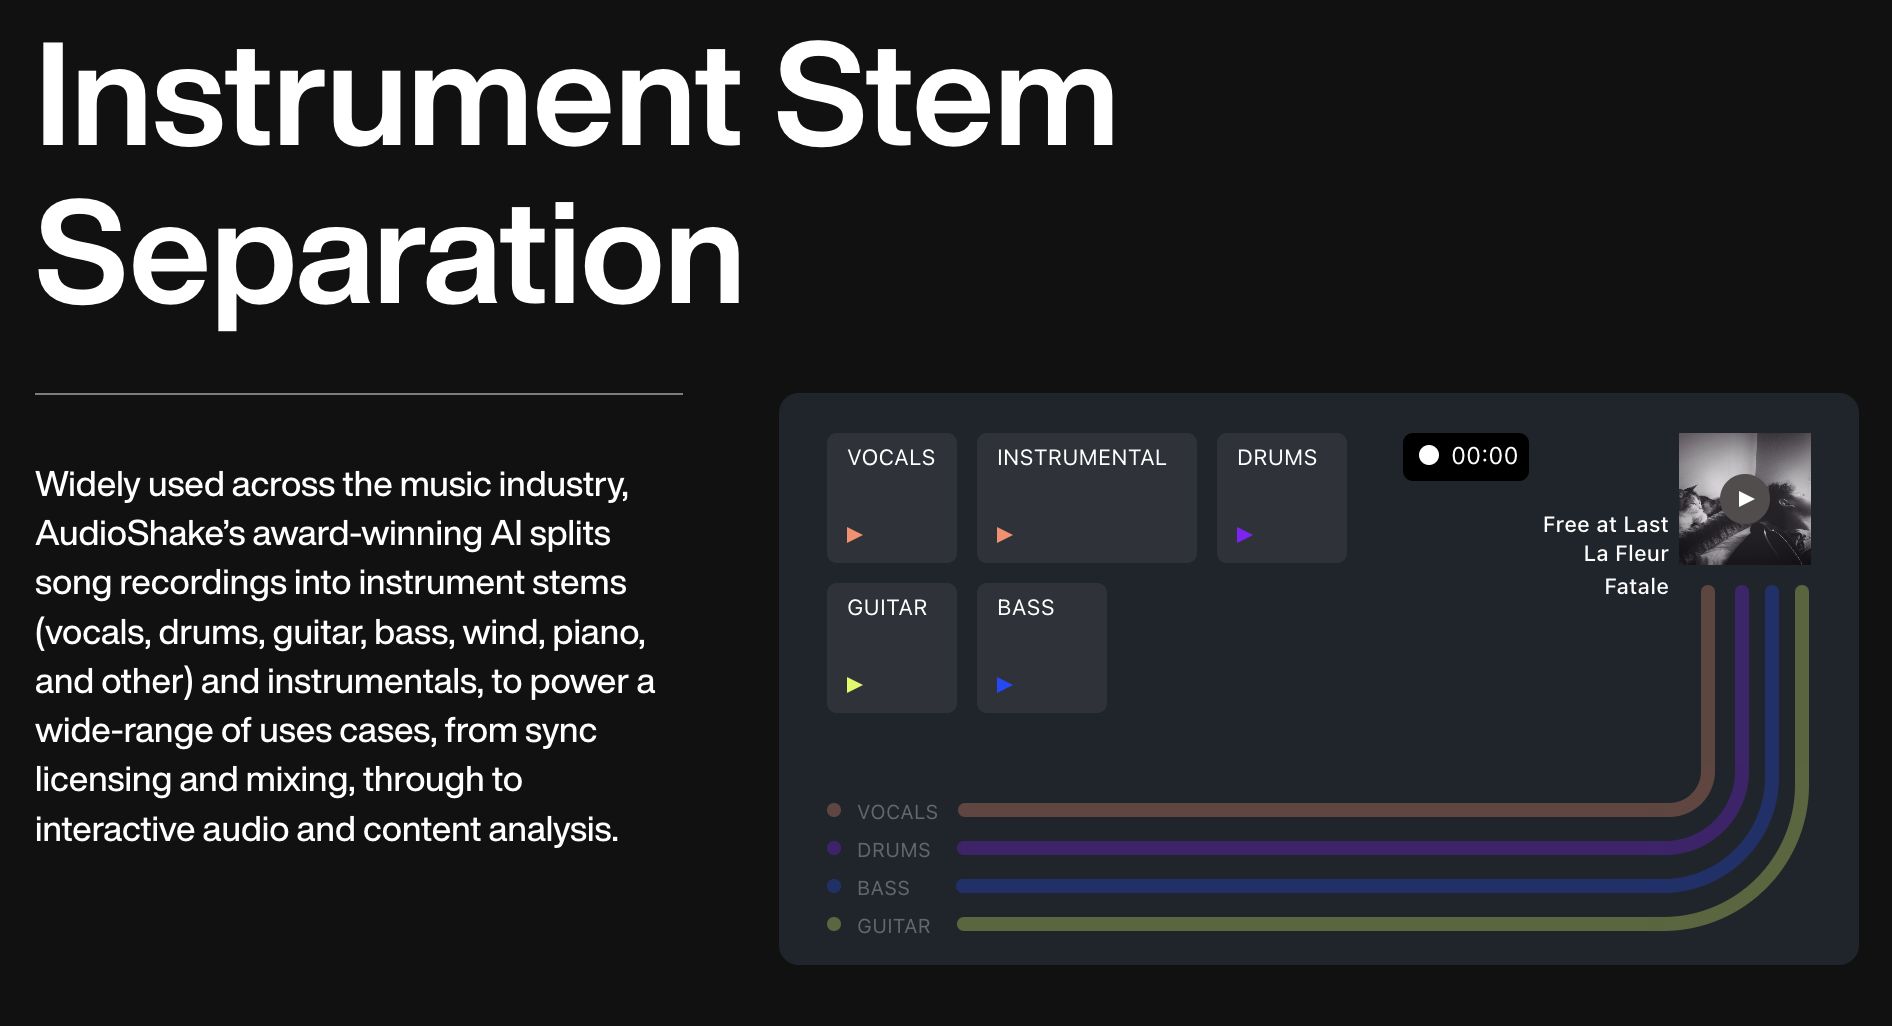 Instrument Stem
Separation
Widely used across the music industry,
AudioShake’s award-winning AI splits
song recordings into instrument stems
(vocals, drums, guitar, bass, wind, piano,
and other) and instrumentals, to power a
wide-range of uses cases, from sync
licensing and mixing, through to
interactive audio and content analysis.
VOCALS
INSTRUMENTAL
DRUMS
00:00
Free at Last
La Fleur
Fatale
GUITAR
BASS
VOCALS
DRUMS
BASS
GUITAR